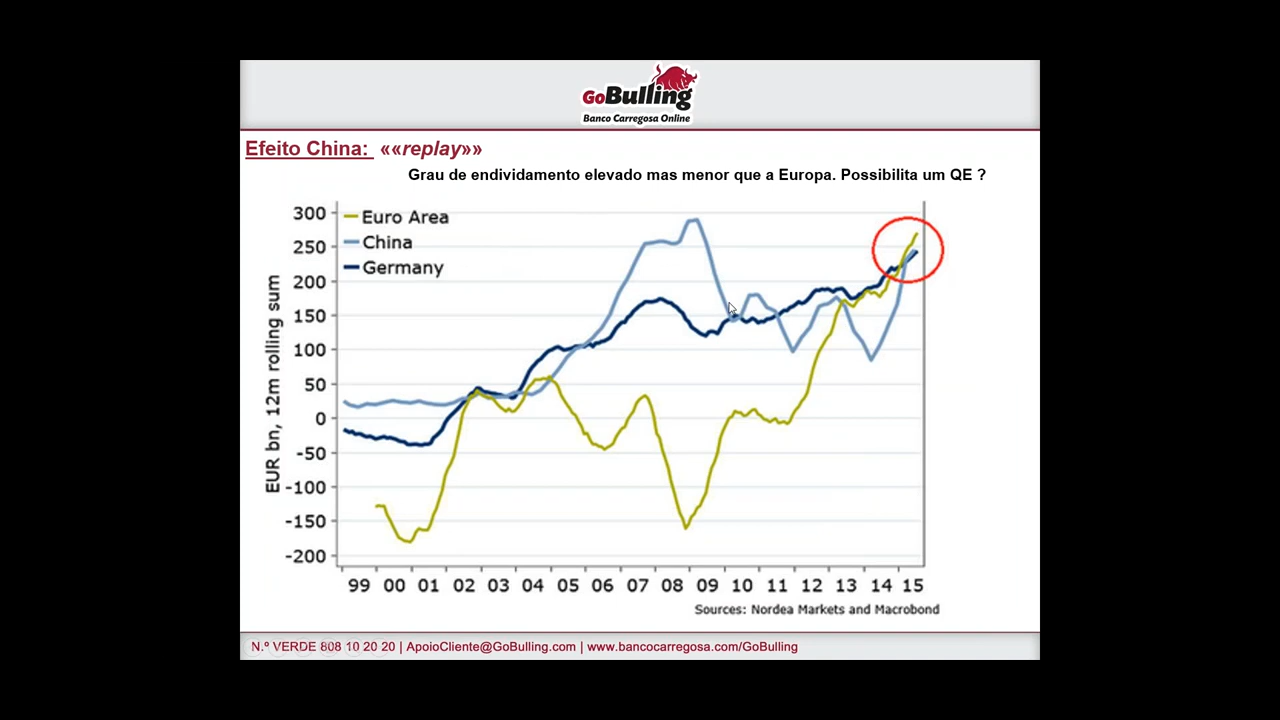 GoBulling
Banco Carregosa Online
Efeito China: ««replay»»
Grau de endividamento elevado mas menor que a Europa. Possibilita um QE ?
EUR bn, 12m rolling sum
300
250
200
150
100
50
0
-50
-100
-150
-200
Euro Area
China
Germany
99 00 01 02 03 04 05 06 07 08 09 10 11 12 13 14 15
Sources: Nordea Markets and Macrobond
N.º VERDE 808 10 20 20 | ApoioCliente@GoBulling.com | www.bancocarregosa.com/GoBulling